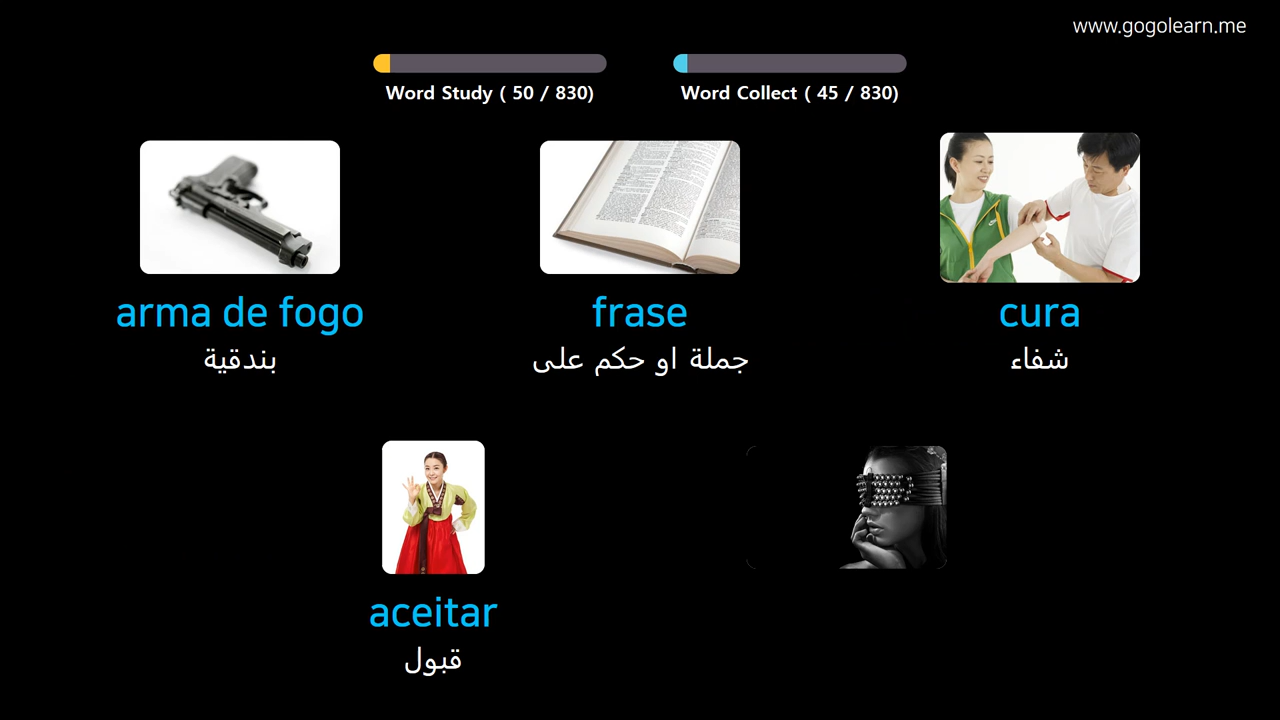 www.gogolearn.me
Word Study ( 50 / 830)
Word Collect ( 45 / 830)
arma de fogo
بندقية
frase
جملة او حكم على
cura
شفاء
aceitar
قبول